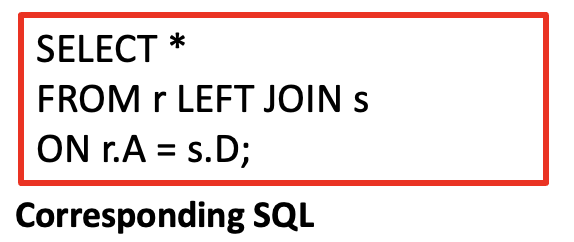 SELECT *
FROM r LEFT JOIN s
ON r.A = s.D;
Corresponding SQL